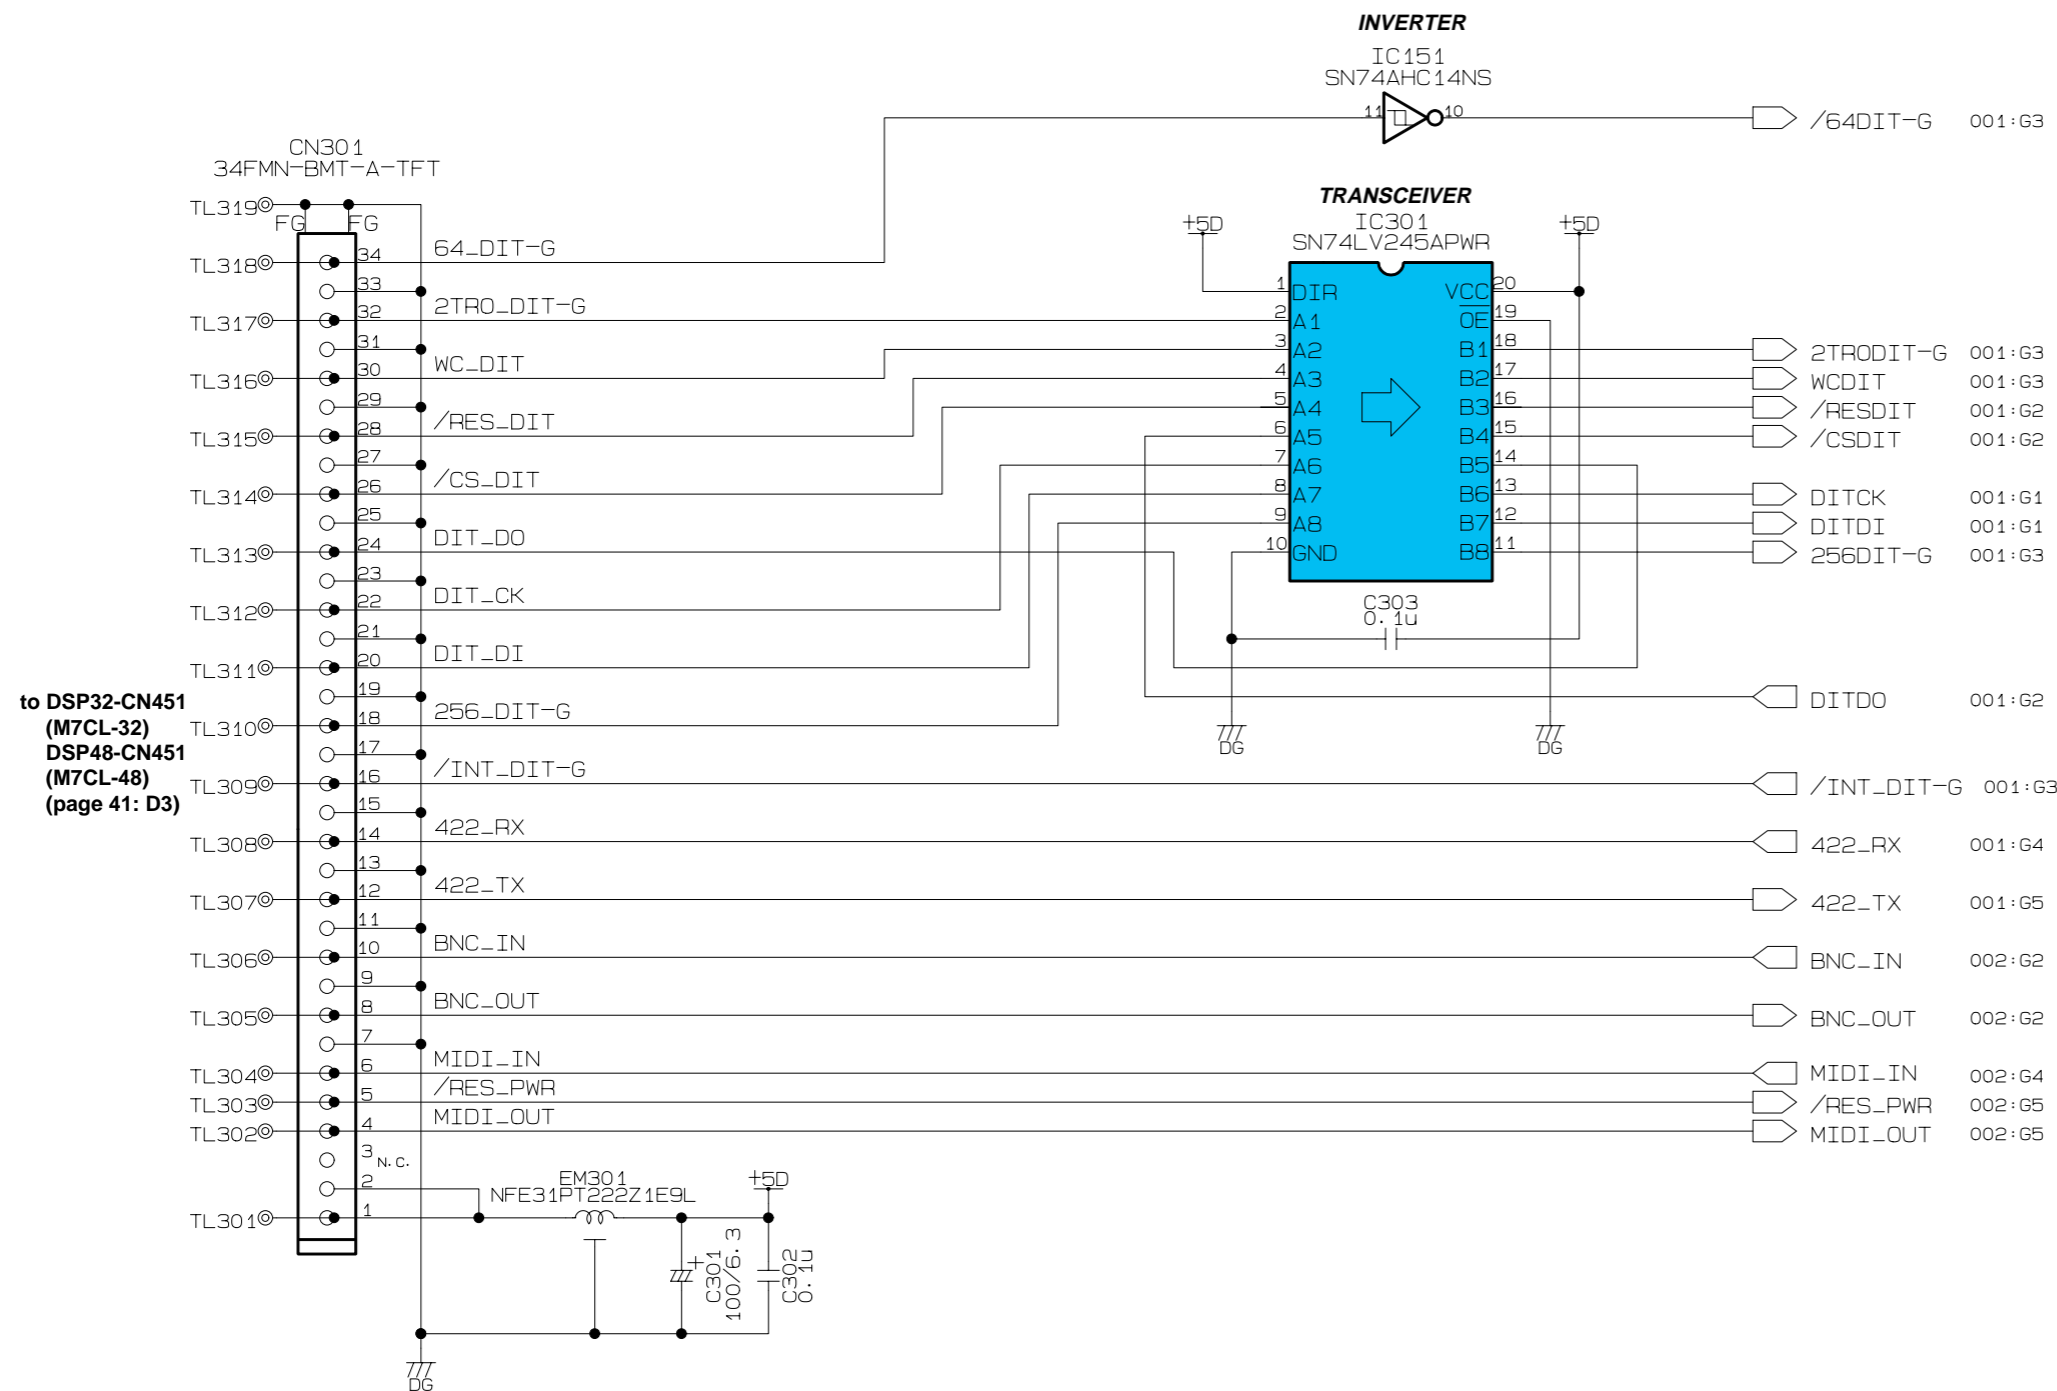 INVERTER
IC151
SN74AHC14NS
11
10
/64DIT-G 001:G3
CN301
34FMN-BMT-A-TFT
TL319
FG FG
TRANSCEIVER
IC301
SN74LV245APWR
+5D
+5D
TL318 34 64_DIT-G
33
TL317 32 2TRO_DIT-G
31
TL316 30 WC_DIT
29
TL315 28 /RES_DIT
27
TL314 26 /CS_DIT
25
TL313 24 DIT_DO
23
TL312 22 DIT_CK
21
TL311 20 DIT_DI
19
TL310 18 256_DIT-G
17
TL309 16 /INT_DIT-G
15
TL308 14 422_RX
13
TL307 12 422_TX
11
TL306 10 BNC_IN
9
TL305 8 BNC_OUT
7
TL304 6 MIDI_IN
TL303 5 /RES_PWR
TL302 4 MIDI_OUT
3 N.C.
2
TL301 1
to DSP32-CN451
(M7CL-32)
DSP48-CN451
(M7CL-48)
(page 41: D3)
1 DIR VCC 20
2 A1 OE 19
3 A2 B1 18
4 A3 B2 17
5 A4 B3 16
6 A5 B4 15
7 A6 B5 14
8 A7 B6 13
9 A8 B7 12
10 GND B8 11
C303
0.1u
DG
DG
2TRODIT-G 001:G3
WCDIT 001:G3
/RESDIT 001:G2
/CSDIT 001:G2
DITCK 001:G1
DITDI 001:G1
256DIT-G 001:G3
DITDO 001:G2
/INT_DIT-G 001:G3
422_RX 001:G4
422_TX 001:G5
BNC_IN 002:G2
BNC_OUT 002:G2
MIDI_IN 002:G4
/RES_PWR 002:G5
MIDI_OUT 002:G5
EM301
NFE31PT222Z1E9L
+5D
C301
100/6.3
C302
0.1u
DG